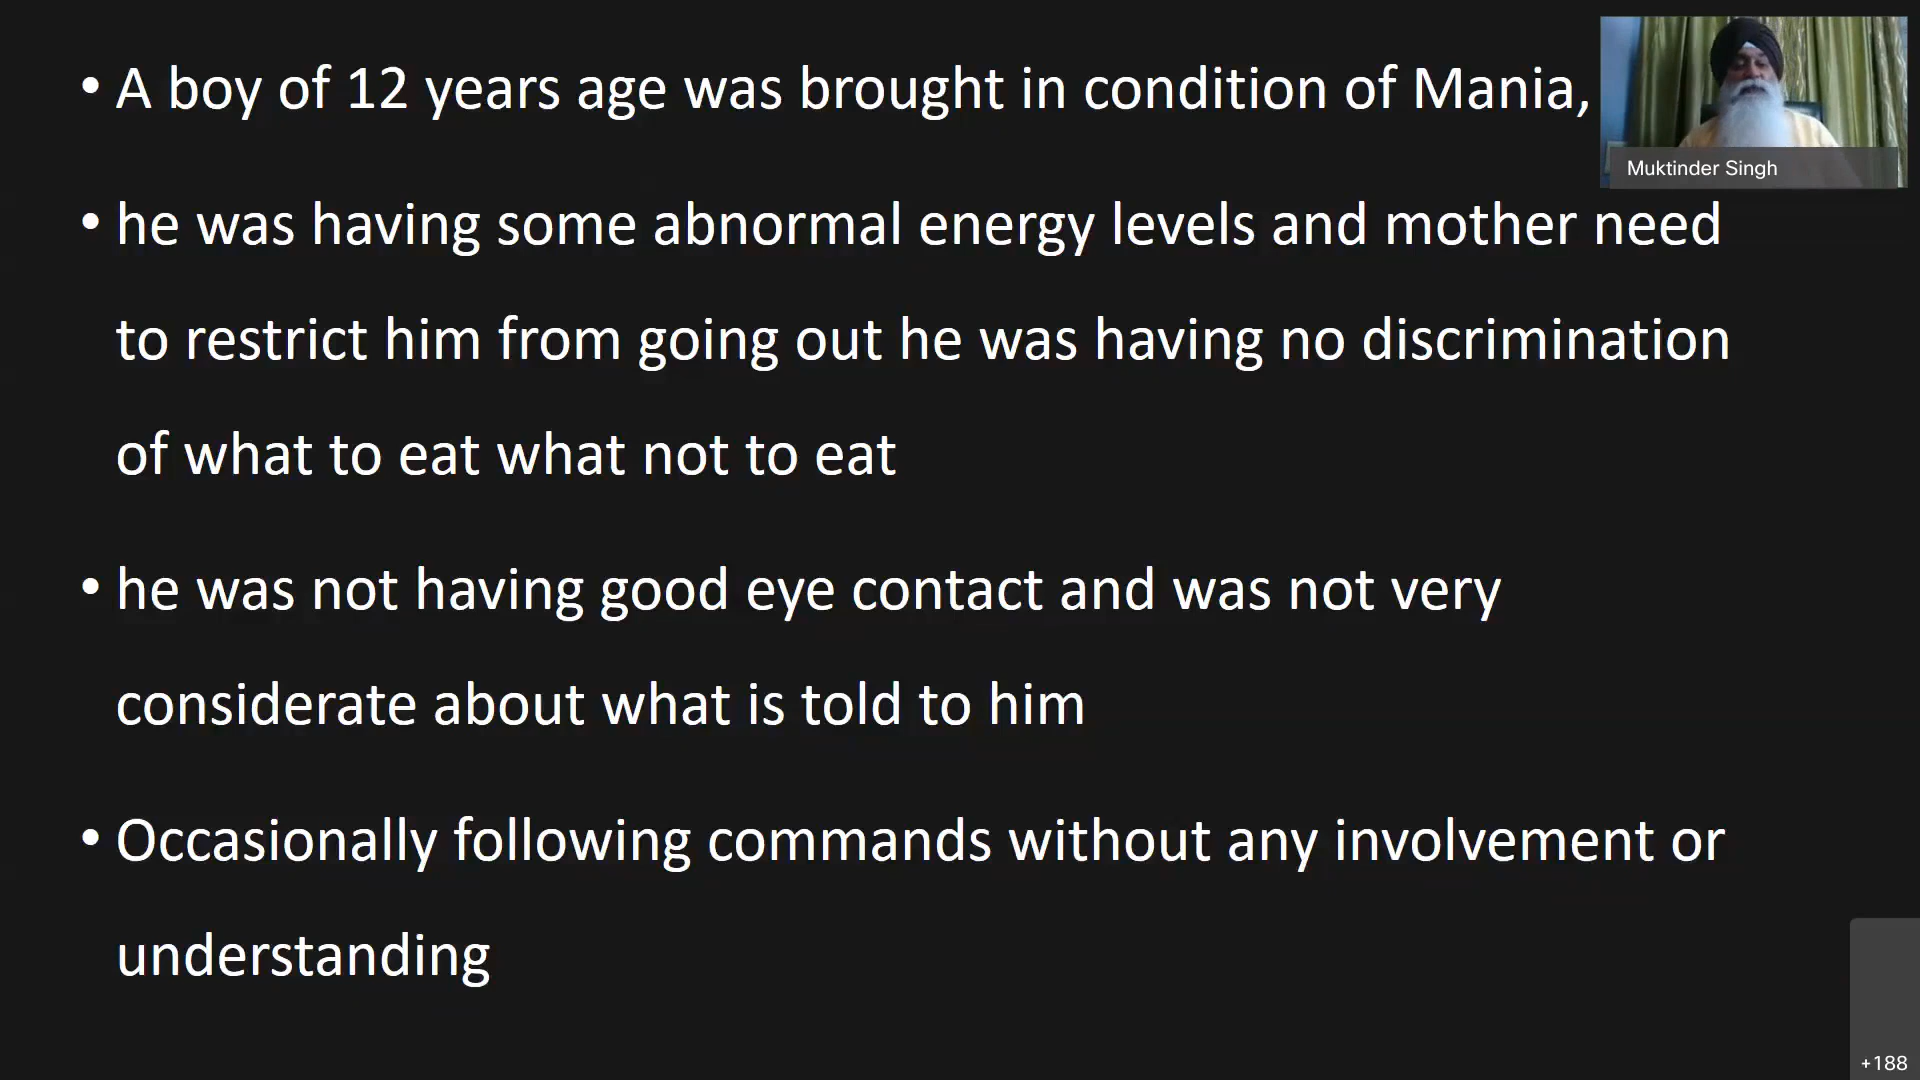 • A boy of 12 years age was brought in condition of Mania,
Muktinder Singh
• he was having some abnormal energy levels and mother need
to restrict him from going out he was having no discrimination
of what to eat what not to eat
• he was not having good eye contact and was not very
considerate about what is told to him
• Occasionally following commands without any involvement or
understanding
+188